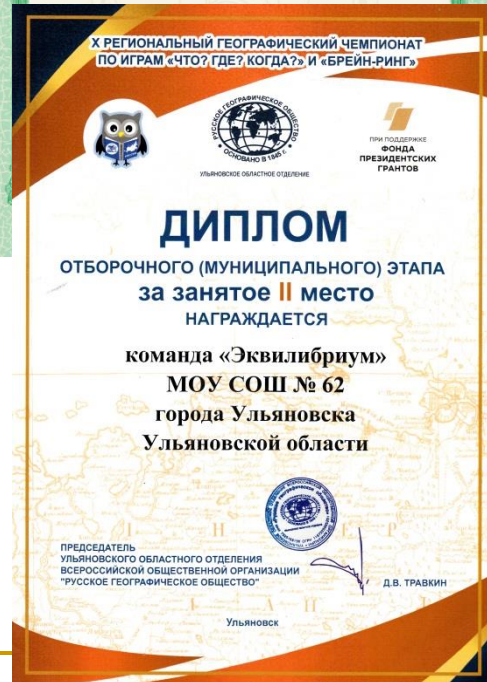 X РЕГИОНАЛЬНЫЙ ГЕОГРАФИЧЕСКИЙ ЧЕМПИОНАТ
ПО ИГРАМ «ЧТО? ГДЕ? КОГДА?» И «БРЕЙН-РИНГ»
РУССКОЕ ГЕОГРАФИЧЕСКОЕ ОБЩЕСТВО
ОСНОВАНО В 1845 г.
УЛЬЯНОВСКОЕ ОБЛАСТНОЕ ОТДЕЛЕНИЕ
ПРИ ПОДДЕРЖКЕ
ФОНДА
ПРЕЗИДЕНТСКИХ
ГРАНТОВ
ДИПЛОМ
ОТБОРОЧНОГО (МУНИЦИПАЛЬНОГО) ЭТАПА
за занятое II место
НАГРАЖДАЕТСЯ
команда «Эквилибриум»
МОУ СОШ № 62
города Ульяновска
Ульяновской области
ПРЕДСЕДАТЕЛЬ
УЛЬЯНОВСКОГО ОБЛАСТНОГО ОТДЕЛЕНИЯ
ВСЕРОССИЙСКОЙ ОБЩЕСТВЕННОЙ ОРГАНИЗАЦИИ
"РУССКОЕ ГЕОГРАФИЧЕСКОЕ ОБЩЕСТВО"
Д.В. ТРАВКИН
Ульяновск